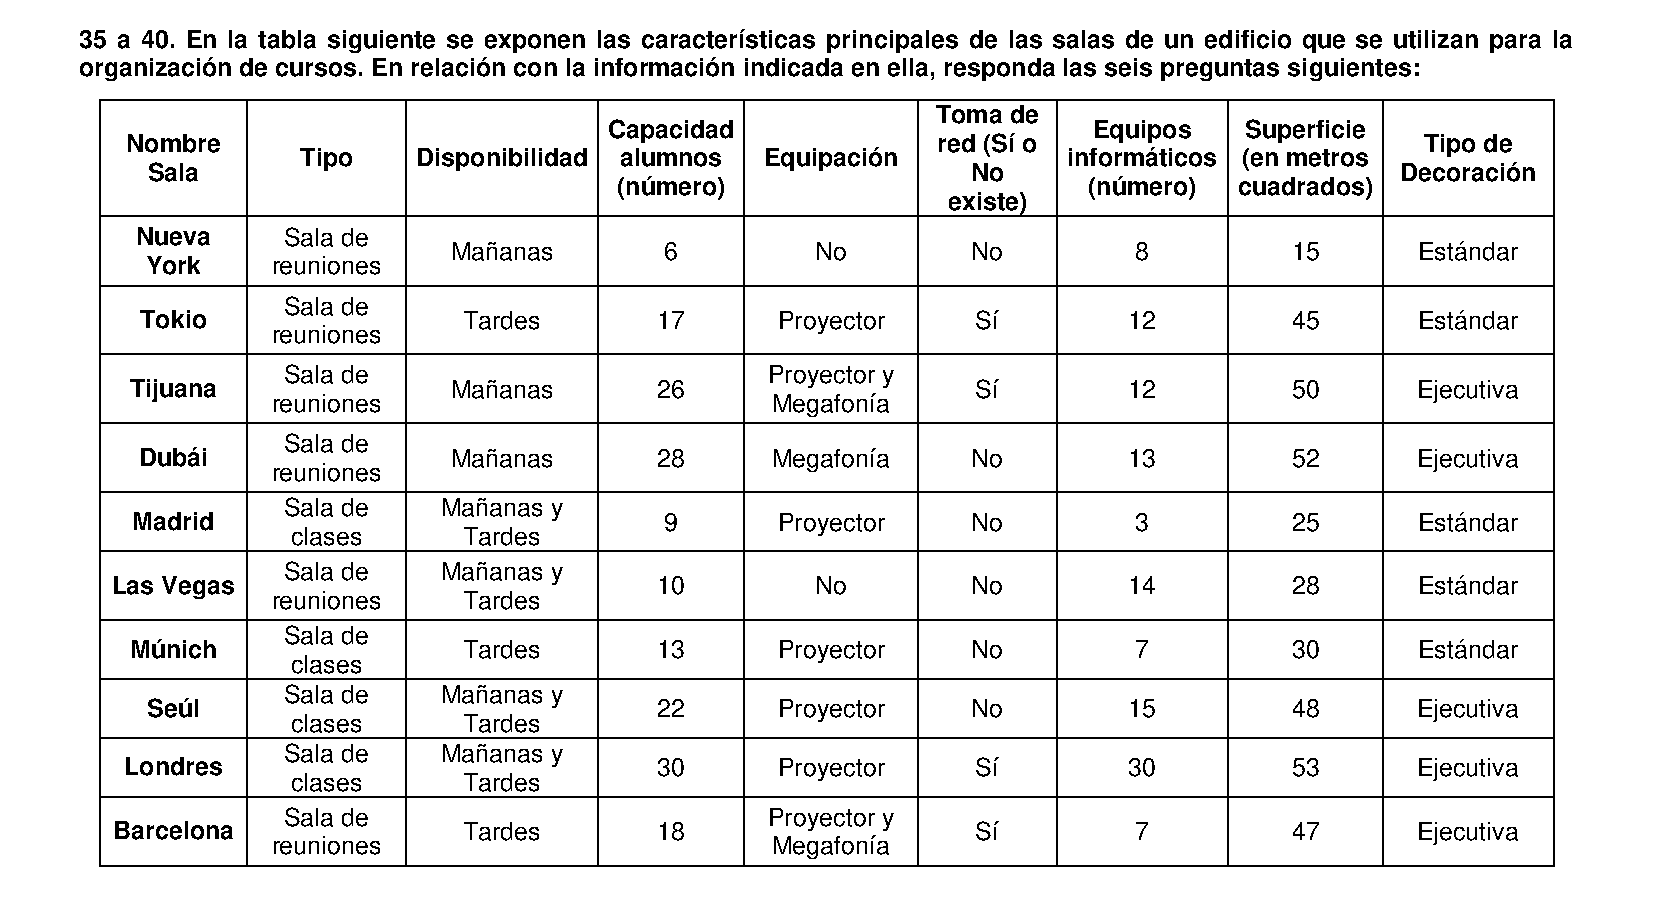 35 a 40. En la tabla siguiente se exponen las características principales de las salas de un edificio que se utilizan para la
organización de cursos. En relación con la información indicada en ella, responda las seis preguntas siguientes:
Nombre Sala | Tipo | Disponibilidad | Capacidad alumnos (número) | Equipación | Toma de red (Sí o No existe) | Equipos informáticos (número) | Superficie (en metros cuadrados) | Tipo de Decoración
Nueva York | Sala de reuniones | Mañanas | 6 | No | No | 8 | 15 | Estándar
Tokio | Sala de reuniones | Tardes | 17 | Proyector | Sí | 12 | 45 | Estándar
Tijuana | Sala de reuniones | Mañanas | 26 | Proyector y Megafonía | Sí | 12 | 50 | Ejecutiva
Dubái | Sala de reuniones | Mañanas | 28 | Megafonía | No | 13 | 52 | Ejecutiva
Madrid | Sala de clases | Mañanas y Tardes | 9 | Proyector | No | 3 | 25 | Estándar
Las Vegas | Sala de reuniones | Mañanas y Tardes | 10 | No | No | 14 | 28 | Estándar
Múnich | Sala de clases | Tardes | 13 | Proyector | No | 7 | 30 | Estándar
Seúl | Sala de clases | Mañanas y Tardes | 22 | Proyector | No | 15 | 48 | Ejecutiva
Londres | Sala de clases | Mañanas y Tardes | 30 | Proyector | Sí | 30 | 53 | Ejecutiva
Barcelona | Sala de reuniones | Tardes | 18 | Proyector y Megafonía | Sí | 7 | 47 | Ejecutiva